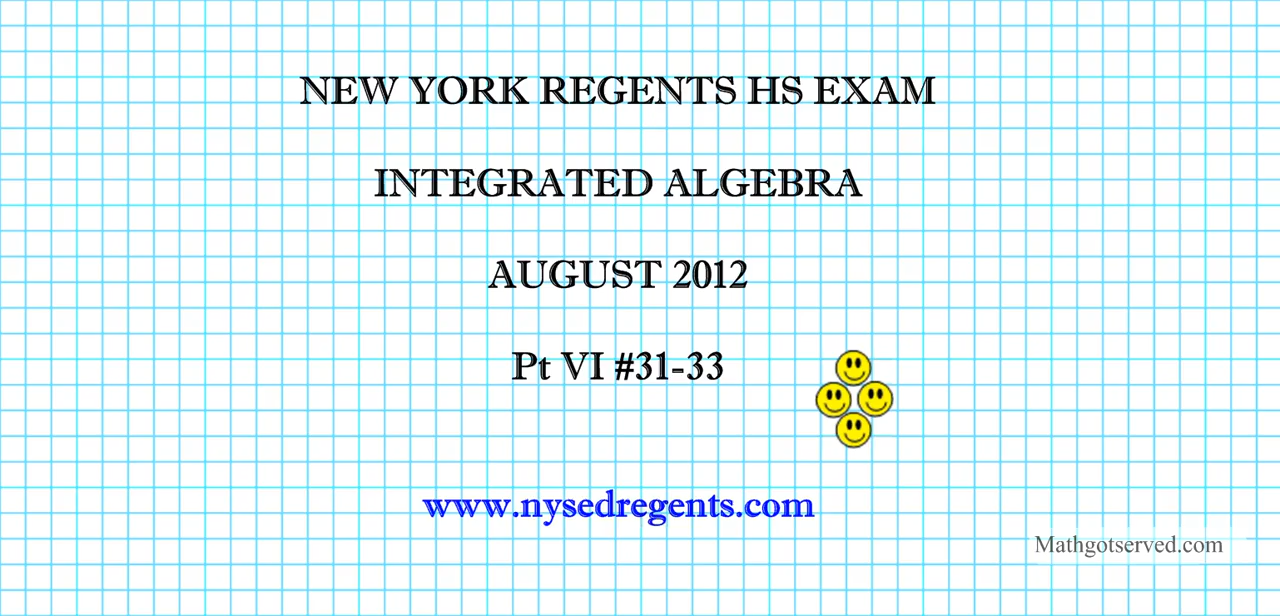 NEW YORK REGENTS HS EXAM
INTEGRATED ALGEBRA
AUGUST 2012
Pt VI #31-33
www.nysedregents.com
Mathgotserved.com